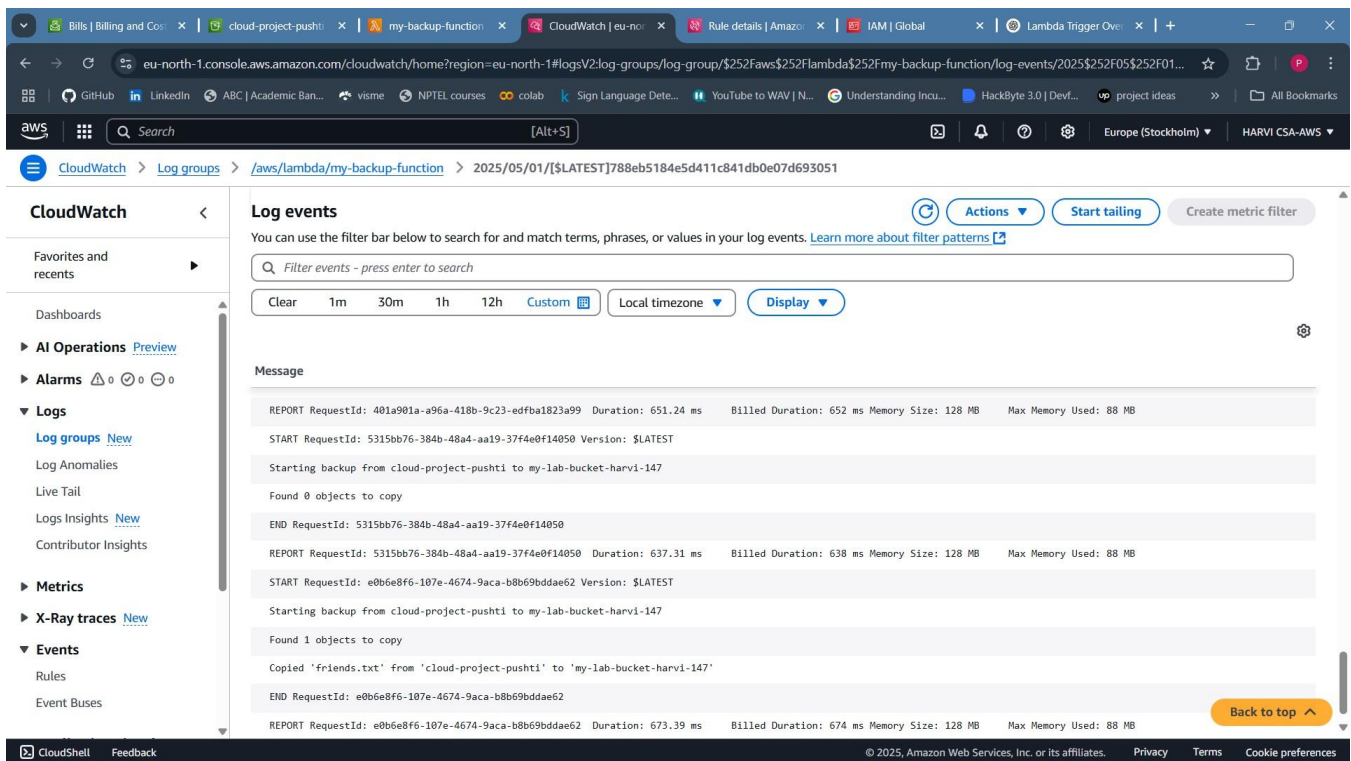 Bills | Billing and Cos
cloud-project-pushti
my-backup-function
CloudWatch | eu-nor
Rule details | Amazon
IAM | Global
Lambda Trigger Over
eu-north-1.console.aws.amazon.com/cloudwatch/home?region=eu-north-1#logsV2:log-groups/log-group/$252Faws$252Flambda$252Fmy-backup-function/log-events/2025$252F05$252F01...
P
GitHub
LinkedIn
ABC | Academic Ban...
visme
NPTEL courses
colab
Sign Language Dete...
YouTube to WAV | N...
Understanding Incu...
HackByte 3.0 | Devf...
project ideas
»
All Bookmarks
aws
Search
[Alt+S]
Europe (Stockholm)
HARVI CSA-AWS
CloudWatch > Log groups > /aws/lambda/my-backup-function > 2025/05/01/[$LATEST]788eb5184e5d411c841db0e07d693051
CloudWatch
Favorites and
recents
Dashboards
AI Operations Preview
Alarms 0 0 0
Logs
Log groups New
Log Anomalies
Live Tail
Logs Insights New
Contributor Insights
Metrics
X-Ray traces New
Events
Rules
Event Buses
Log events
Actions
Start tailing
Create metric filter
You can use the filter bar below to search for and match terms, phrases, or values in your log events. Learn more about filter patterns
Filter events - press enter to search
Clear 1m 30m 1h 12h Custom
Local timezone
Display
Message
REPORT RequestId: 401a901a-a96a-418b-9c23-edfba1823a99 Duration: 651.24 ms Billed Duration: 652 ms Memory Size: 128 MB Max Memory Used: 88 MB
START RequestId: 5315bb76-384b-48a4-aa19-37f4e0f14050 Version: $LATEST
Starting backup from cloud-project-pushti to my-lab-bucket-harvi-147
Found 0 objects to copy
END RequestId: 5315bb76-384b-48a4-aa19-37f4e0f14050
REPORT RequestId: 5315bb76-384b-48a4-aa19-37f4e0f14050 Duration: 637.31 ms Billed Duration: 638 ms Memory Size: 128 MB Max Memory Used: 88 MB
START RequestId: e0b6e8f6-107e-4674-9aca-b8b69bddae62 Version: $LATEST
Starting backup from cloud-project-pushti to my-lab-bucket-harvi-147
Found 1 objects to copy
Copied 'friends.txt' from 'cloud-project-pushti' to 'my-lab-bucket-harvi-147'
END RequestId: e0b6e8f6-107e-4674-9aca-b8b69bddae62
REPORT RequestId: e0b6e8f6-107e-4674-9aca-b8b69bddae62 Duration: 673.39 ms Billed Duration: 674 ms Memory Size: 128 MB Max Memory Used: 88 MB
Back to top
CloudShell
Feedback
© 2025, Amazon Web Services, Inc. or its affiliates.
Privacy
Terms
Cookie preferences